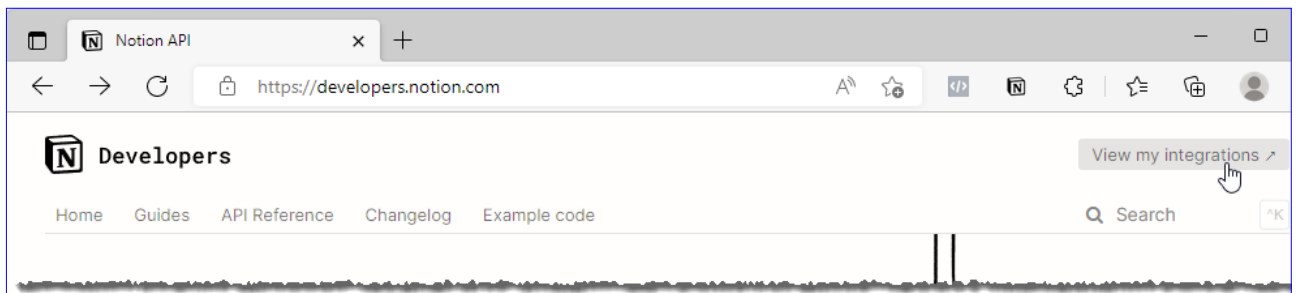 Notion API
https://developers.notion.com
Developers
View my integrations ↗
Home Guides API Reference Changelog Example code
Search ^K